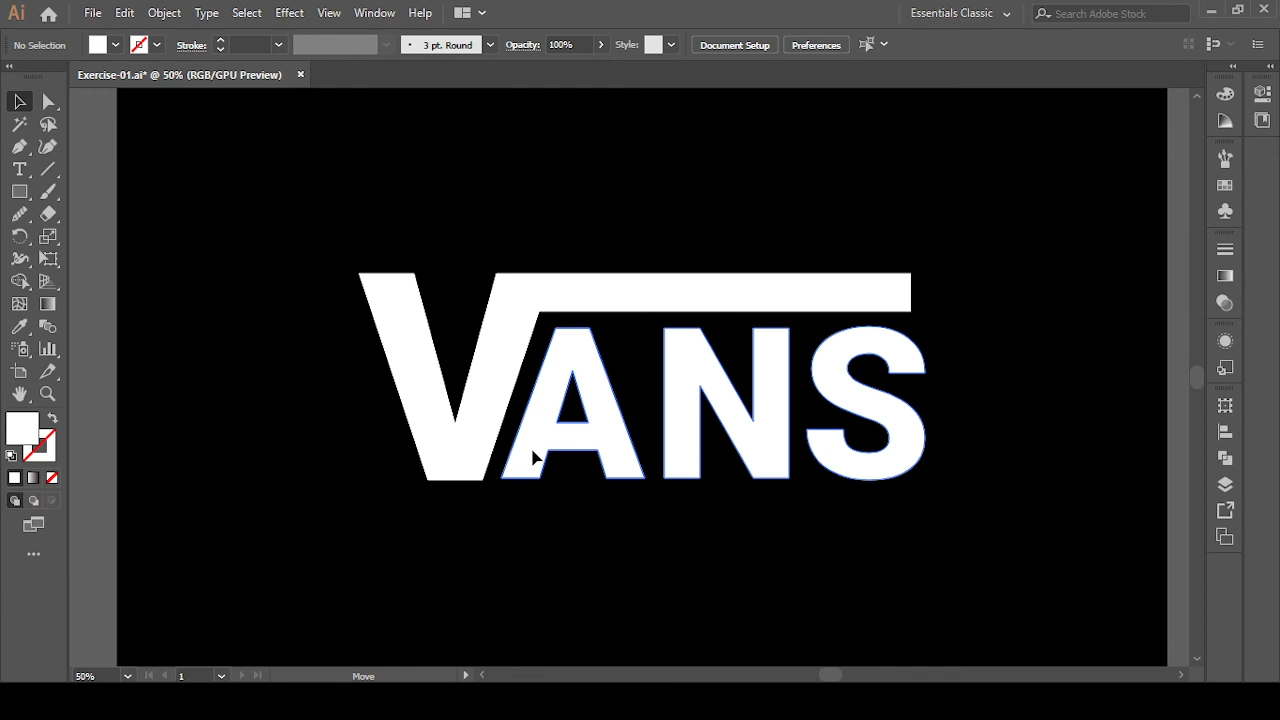 Ai File Edit Object Type Select Effect View Window Help Essentials Classic Search Adobe Stock
No Selection Stroke: 3 pt. Round Opacity: 100% Style: Document Setup Preferences
Exercise-01.ai* @ 50% (RGB/GPU Preview)
VANS
50% 1 Move